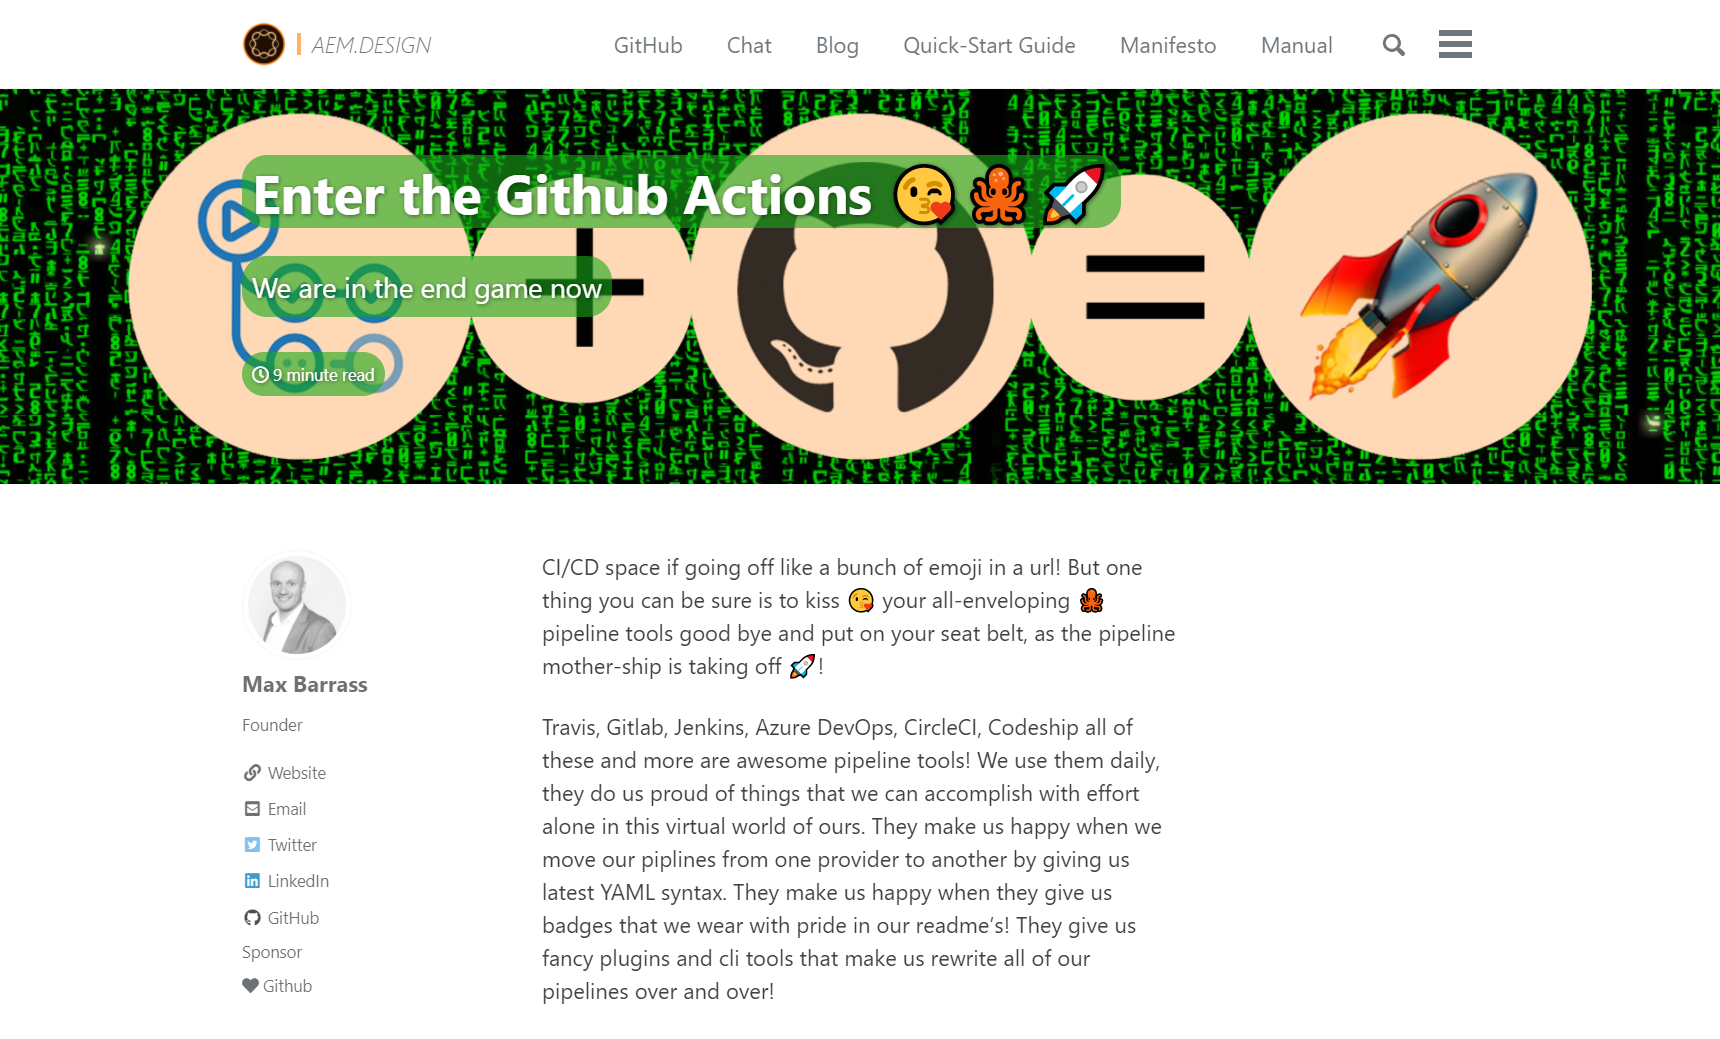 AEM.DESIGN
GitHub
Chat
Blog
Quick-Start Guide
Manifesto
Manual
Enter the Github Actions 😘🐙🚀
We are in the end game now
9 minute read
Max Barrass
Founder
Website
Email
Twitter
LinkedIn
GitHub
Sponsor
Github
CI/CD space if going off like a bunch of emoji in a url! But one
thing you can be sure is to kiss 😘 your all-enveloping 🐙
pipeline tools good bye and put on your seat belt, as the pipeline
mother-ship is taking off 🚀!
Travis, Gitlab, Jenkins, Azure DevOps, CircleCI, Codeship all of
these and more are awesome pipeline tools! We use them daily,
they do us proud of things that we can accomplish with effort
alone in this virtual world of ours. They make us happy when we
move our piplines from one provider to another by giving us
latest YAML syntax. They make us happy when they give us
badges that we wear with pride in our readme’s! They give us
fancy plugins and cli tools that make us rewrite all of our
pipelines over and over!